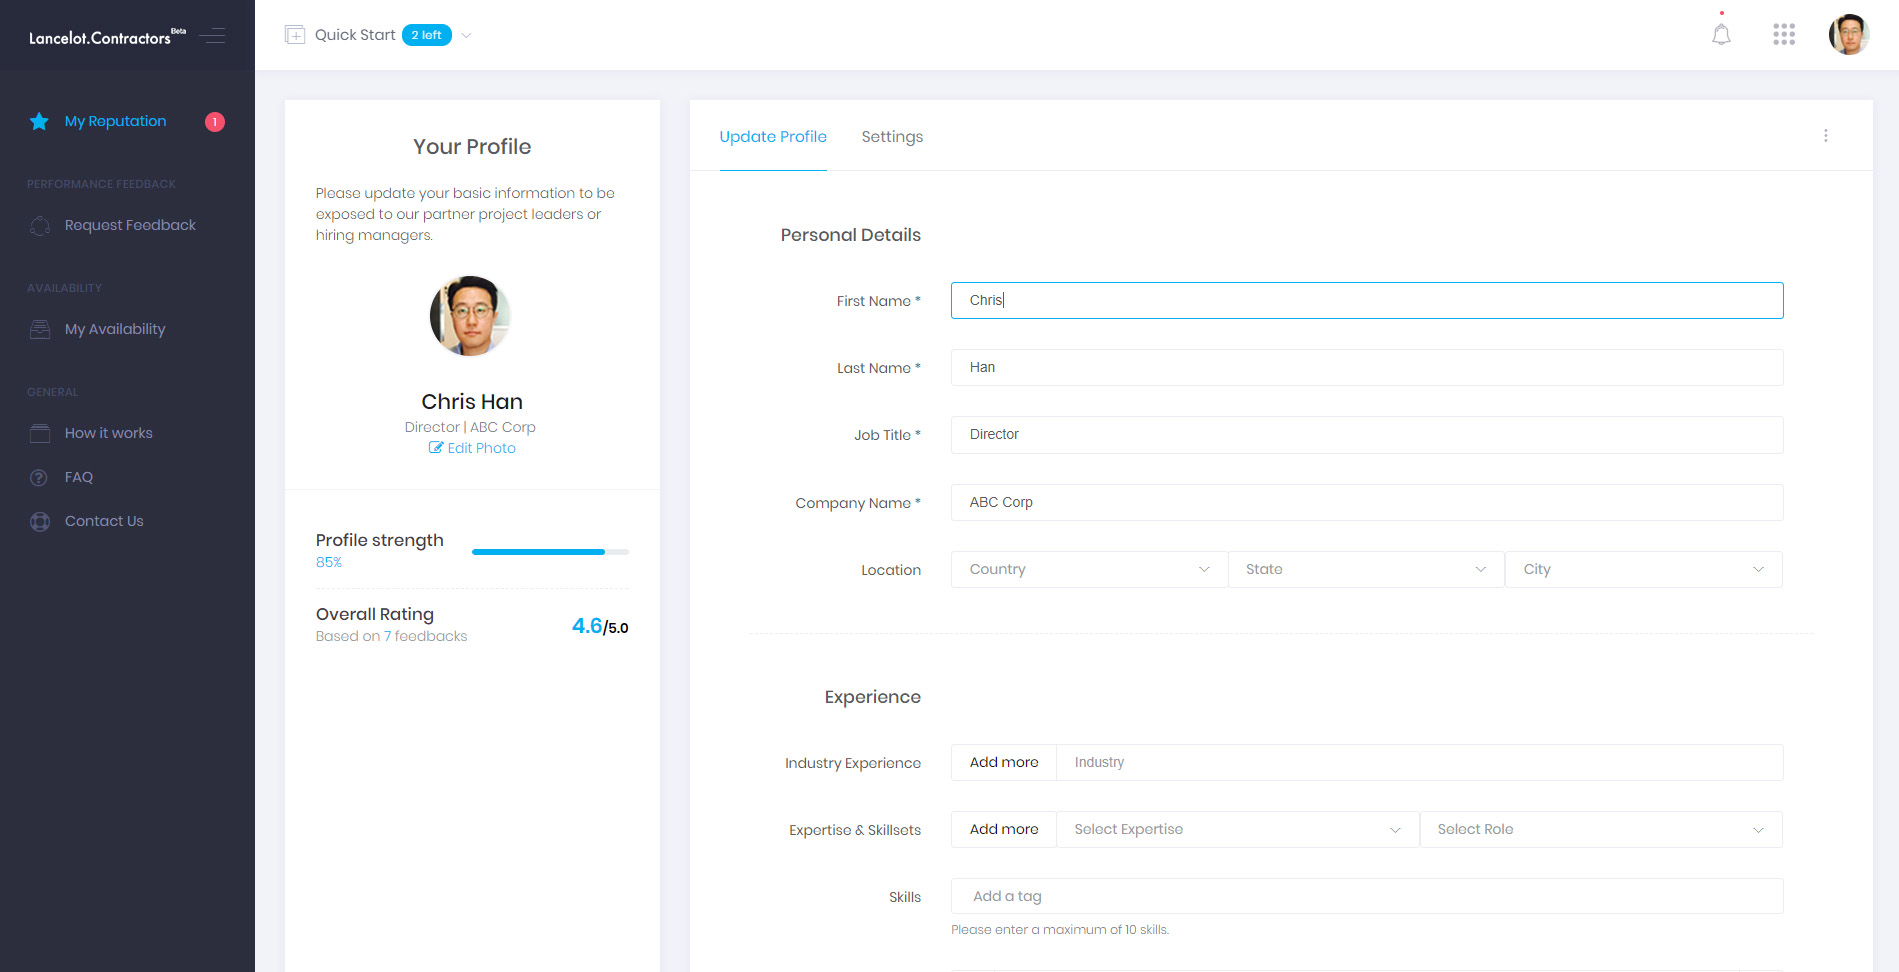 Lancelot.Contractors Beta
Quick Start 2 left
My Reputation 1
PERFORMANCE FEEDBACK
Request Feedback
AVAILABILITY
My Availability
GENERAL
How it works
FAQ
Contact Us
Your Profile
Please update your basic information to be
exposed to our partner project leaders or
hiring managers.
Chris Han
Director | ABC Corp
Edit Photo
Profile strength
85%
Overall Rating
Based on 7 feedbacks
4.6/5.0
Update Profile Settings
Personal Details
First Name * Chris
Last Name * Han
Job Title * Director
Company Name * ABC Corp
Location Country State City
Experience
Industry Experience Add more Industry
Expertise & Skillsets Add more Select Expertise Select Role
Skills Add a tag
Please enter a maximum of 10 skills.